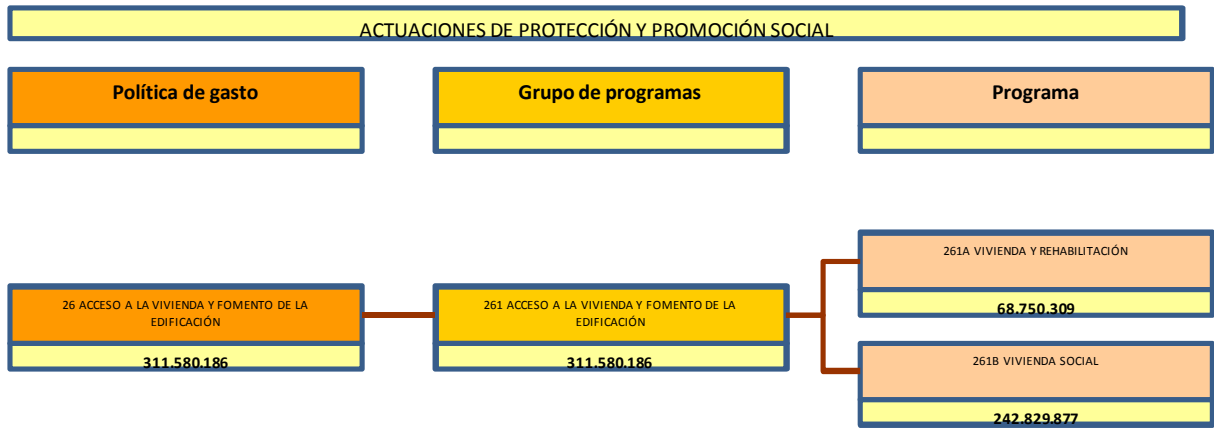 ACTUACIONES DE PROTECCIÓN Y PROMOCIÓN SOCIAL
Política de gasto
Grupo de programas
Programa
26 ACCESO A LA VIVIENDA Y FOMENTO DE LA
EDIFICACIÓN
311.580.186
261 ACCESO A LA VIVIENDA Y FOMENTO DE LA
EDIFICACIÓN
311.580.186
261A VIVIENDA Y REHABILITACIÓN
68.750.309
261B VIVIENDA SOCIAL
242.829.877